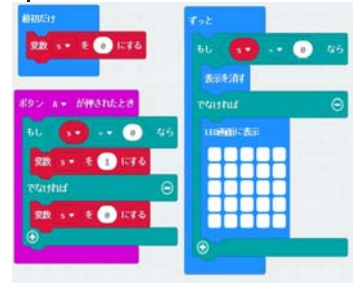 最初だけ
変数 s ▾ を 0 にする
ボタン A ▾ が押されたとき
もし s ▾ = ▾ 0 なら
変数 s ▾ を 1 にする
でなければ
変数 s ▾ を 0 にする
ずっと
もし s ▾ = ▾ 0 なら
表示を消す
でなければ
LED画面に表示